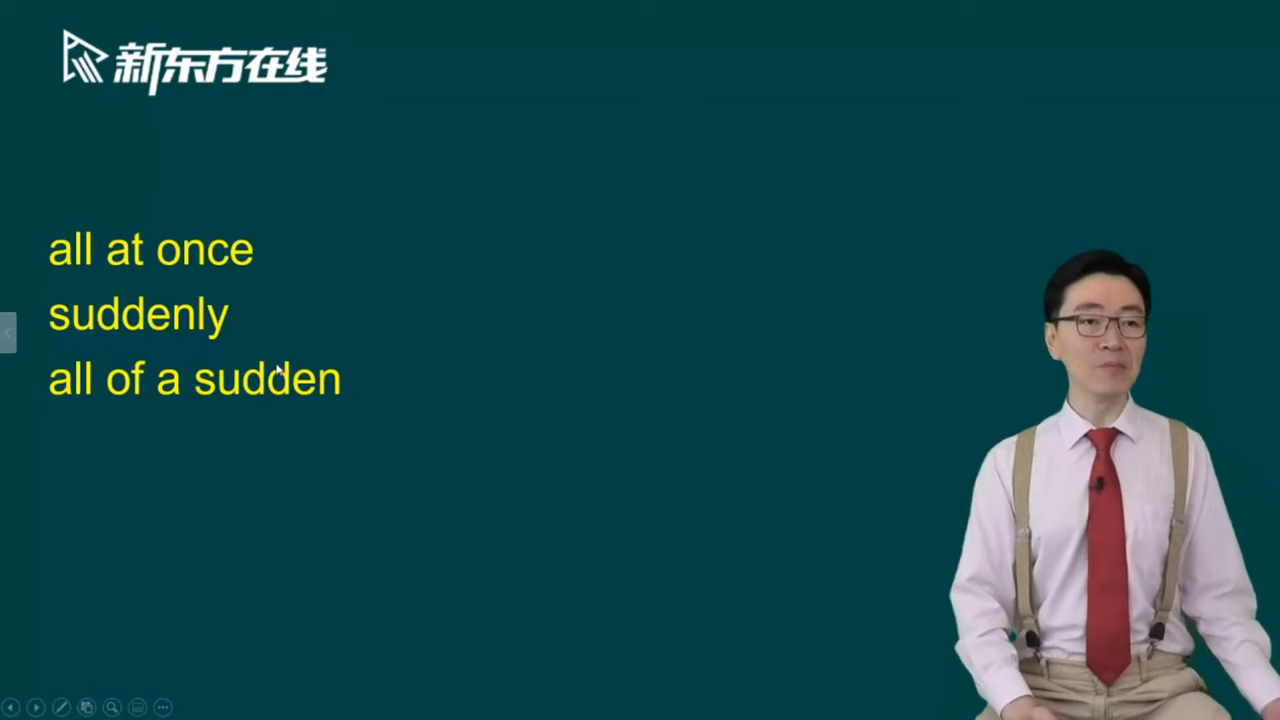 新东方在线
all at once
suddenly
all of a sudden